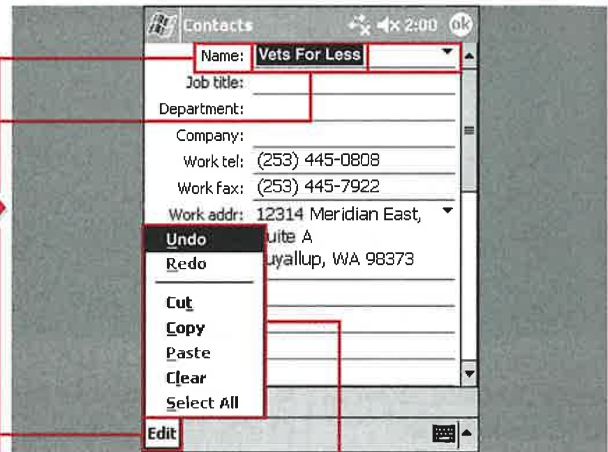 Contacts 2:00 ok
Name: Vets For Less
Job title:
Department:
Company:
Work tel: (253) 445-0808
Work fax: (253) 445-7922
Work addr: 12314 Meridian East,
uite A
uyallup, WA 98373
Undo
Redo
Cut
Copy
Paste
Clear
Select All
Edit